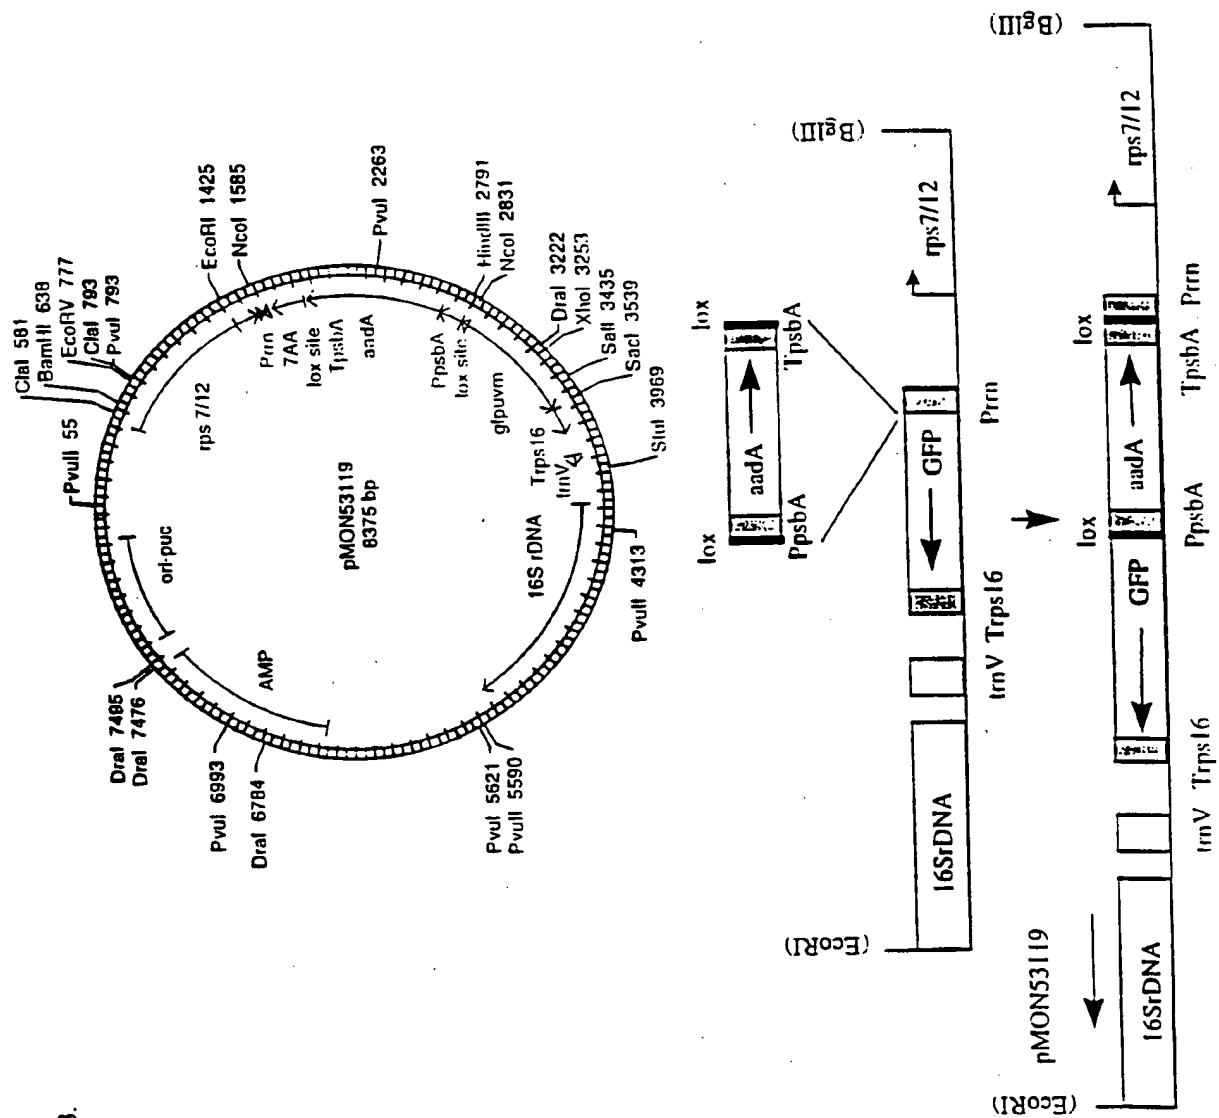 B.
PvuII 55
ClaI 581
BamHI 638
EcoRV 777
ClaI 793
PvuI 793
EcoRI 1425
NcoI 1585
PvuI 2263
HindIII 2791
NcoI 2831
DraI 3222
XhoI 3253
SalI 3435
SacI 3539
StuI 3969
PvuII 4313
PvuI 5621
PvuII 5590
DraI 6784
PvuI 6993
DraI 7476
DraI 7495
rps 7/12
Prrn
7AA
lox site
TpsbA
aadA
PpsbA
lox site
gfpuvm
Trps16
trnV
16S rDNA
AMP
ori-puc
pMON53119
8375 bp
lox
lox
aadA
PpsbA
TpsbA
(EcoRI)
16SrDNA
trnV Trps16
GFP
Prrn
rps7/12
(BglII)
pMON53119
(EcoRI)
16SrDNA
trnV Trps16
GFP
lox
PpsbA
aadA
lox
TpsbA Prrn
rps7/12
(BglII)